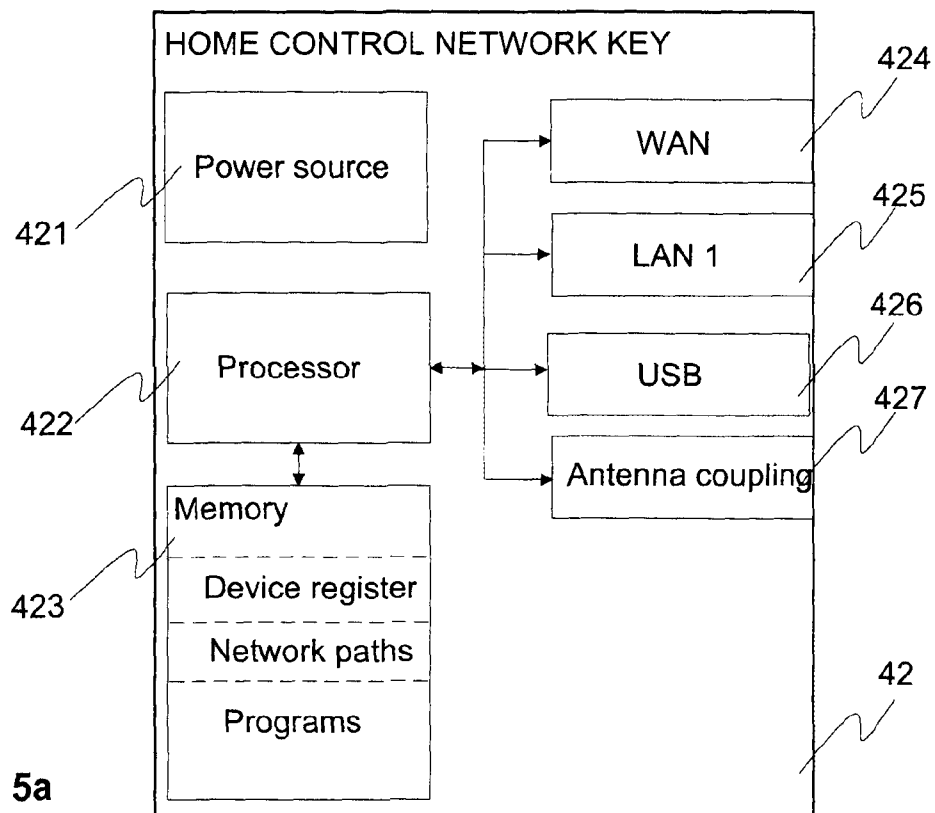 HOME CONTROL NETWORK KEY
424
Power source
WAN
421
425
LAN 1
426
Processor
USB
422
427
Antenna coupling
Memory
423
Device register
Network paths
42
Programs
5a